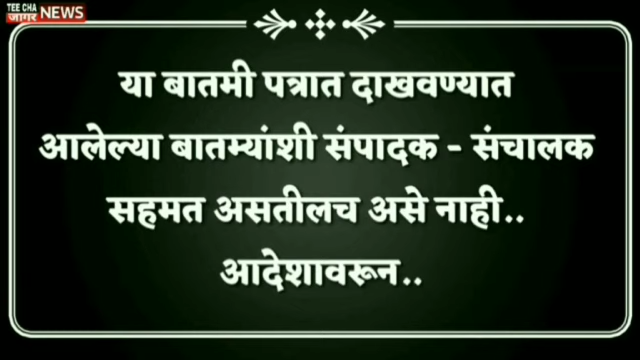 TEE CHA
जागर NEWS
या बातमी पत्रात दाखवण्यात
आलेल्या बातम्यांशी संपादक - संचालक
सहमत असतीलच असे नाही..
आदेशावरून..